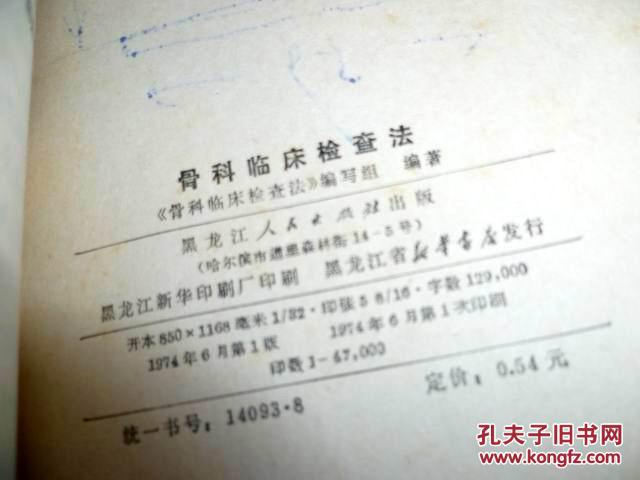 骨科临床检查法
《骨科临床检查法》编写组 编著
黑龙江人民出版社出版
(哈尔滨市道里森林街14-5号)
黑龙江新华印刷厂印刷 黑龙江省新华书店发行
开本850×1168毫米1/32·印张5 8/16·字数129,000
1974年6月第1版 1974年6月第1次印刷
印数1-47,000
统一书号:14093·8 定价:0.54元
孔夫子旧书网
www.kongfz.com